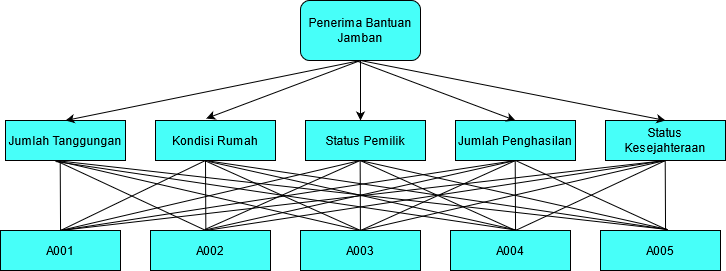 Penerima Bantuan
Jamban
Jumlah Tanggungan
Kondisi Rumah
Status Pemilik
Jumlah Penghasilan
Status
Kesejahteraan
A001
A002
A003
A004
A005